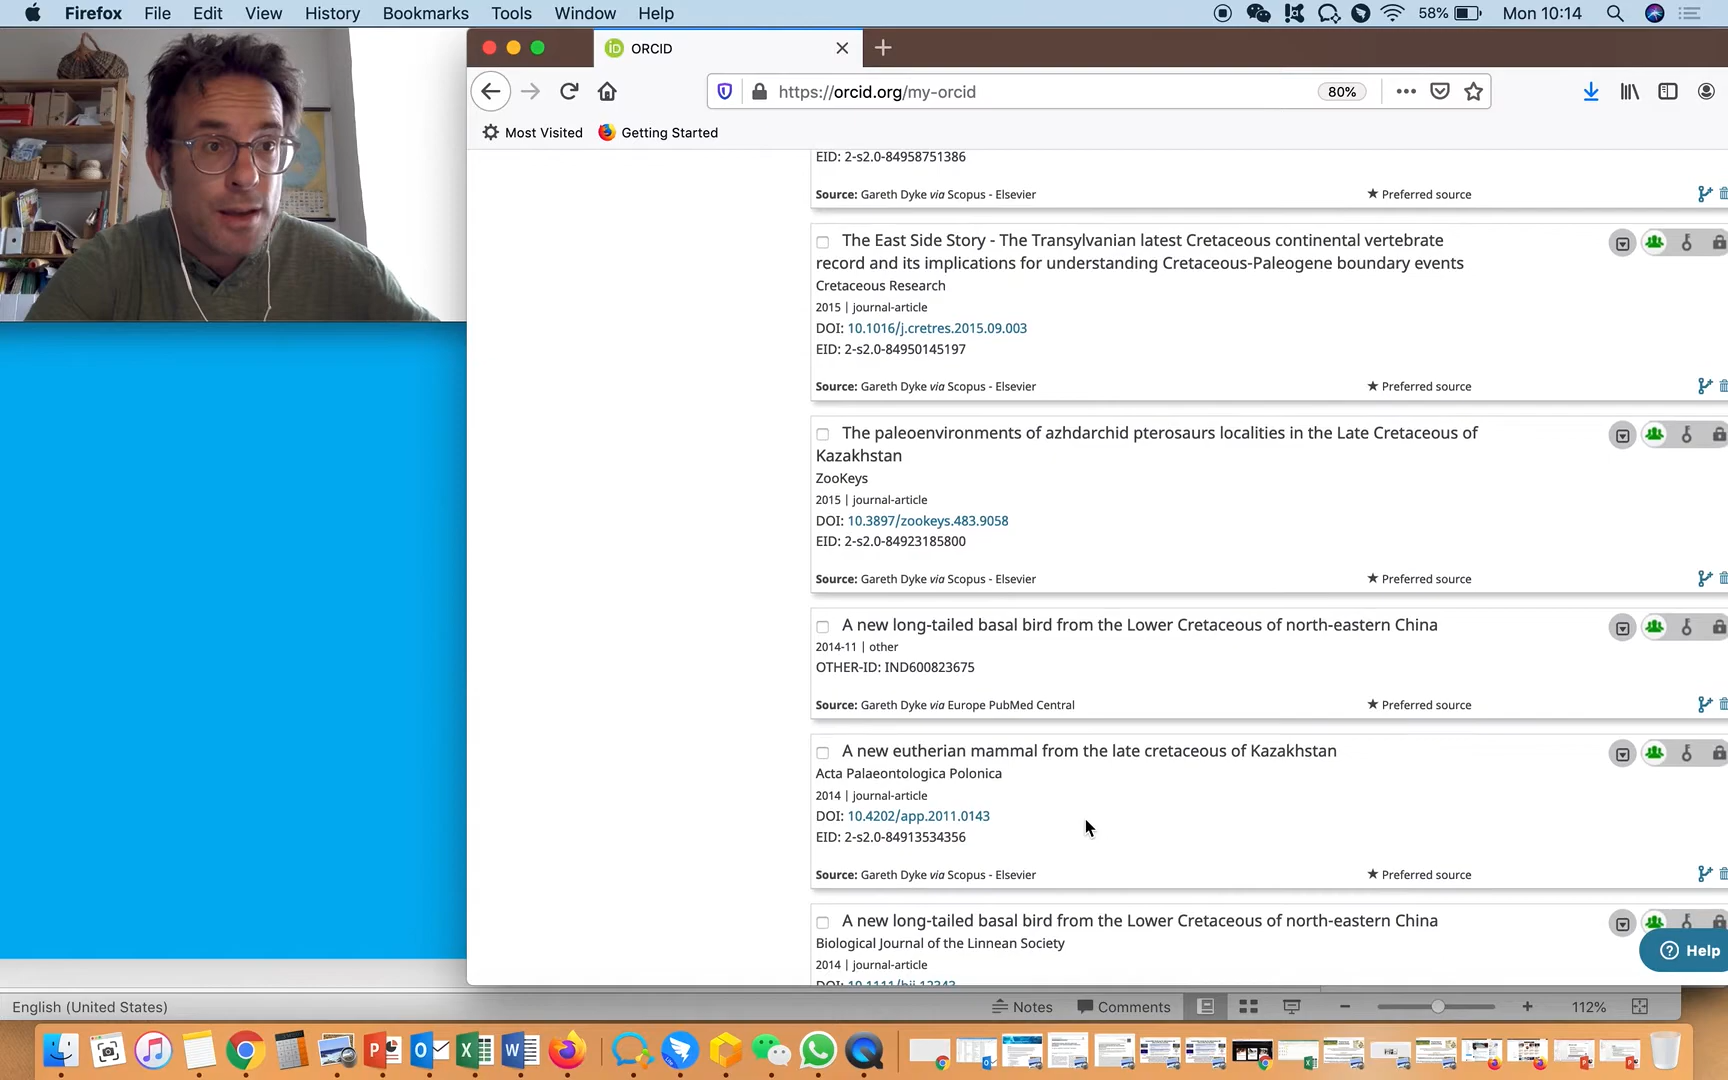 Firefox File Edit View History Bookmarks Tools Window Help 58% Mon 10:14
ORCID
https://orcid.org/my-orcid 80%
Most Visited Getting Started
EID: 2-s2.0-84958751386
Source: Gareth Dyke via Scopus - Elsevier ★ Preferred source
The East Side Story - The Transylvanian latest Cretaceous continental vertebrate
record and its implications for understanding Cretaceous-Paleogene boundary events
Cretaceous Research
2015 | journal-article
DOI: 10.1016/j.cretres.2015.09.003
EID: 2-s2.0-84950145197
Source: Gareth Dyke via Scopus - Elsevier ★ Preferred source
The paleoenvironments of azhdarchid pterosaurs localities in the Late Cretaceous of
Kazakhstan
ZooKeys
2015 | journal-article
DOI: 10.3897/zookeys.483.9058
EID: 2-s2.0-84923185800
Source: Gareth Dyke via Scopus - Elsevier ★ Preferred source
A new long-tailed basal bird from the Lower Cretaceous of north-eastern China
2014-11 | other
OTHER-ID: IND600823675
Source: Gareth Dyke via Europe PubMed Central ★ Preferred source
A new eutherian mammal from the late cretaceous of Kazakhstan
Acta Palaeontologica Polonica
2014 | journal-article
DOI: 10.4202/app.2011.0143
EID: 2-s2.0-84913534356
Source: Gareth Dyke via Scopus - Elsevier ★ Preferred source
A new long-tailed basal bird from the Lower Cretaceous of north-eastern China
Biological Journal of the Linnean Society
2014 | journal-article
DOI: 10.1111/bij.12343
Help
English (United States) Notes Comments 112%